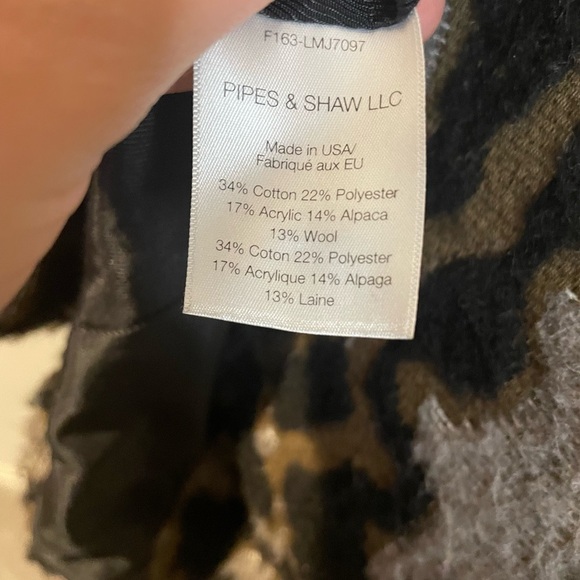 F163-LMJ7097
PIPES & SHAW LLC
Made in USA/
Fabriqué aux EU
34% Cotton 22% Polyester
17% Acrylic 14% Alpaca
13% Wool
34% Coton 22% Polyester
17% Acrylique 14% Alpaga
13% Laine